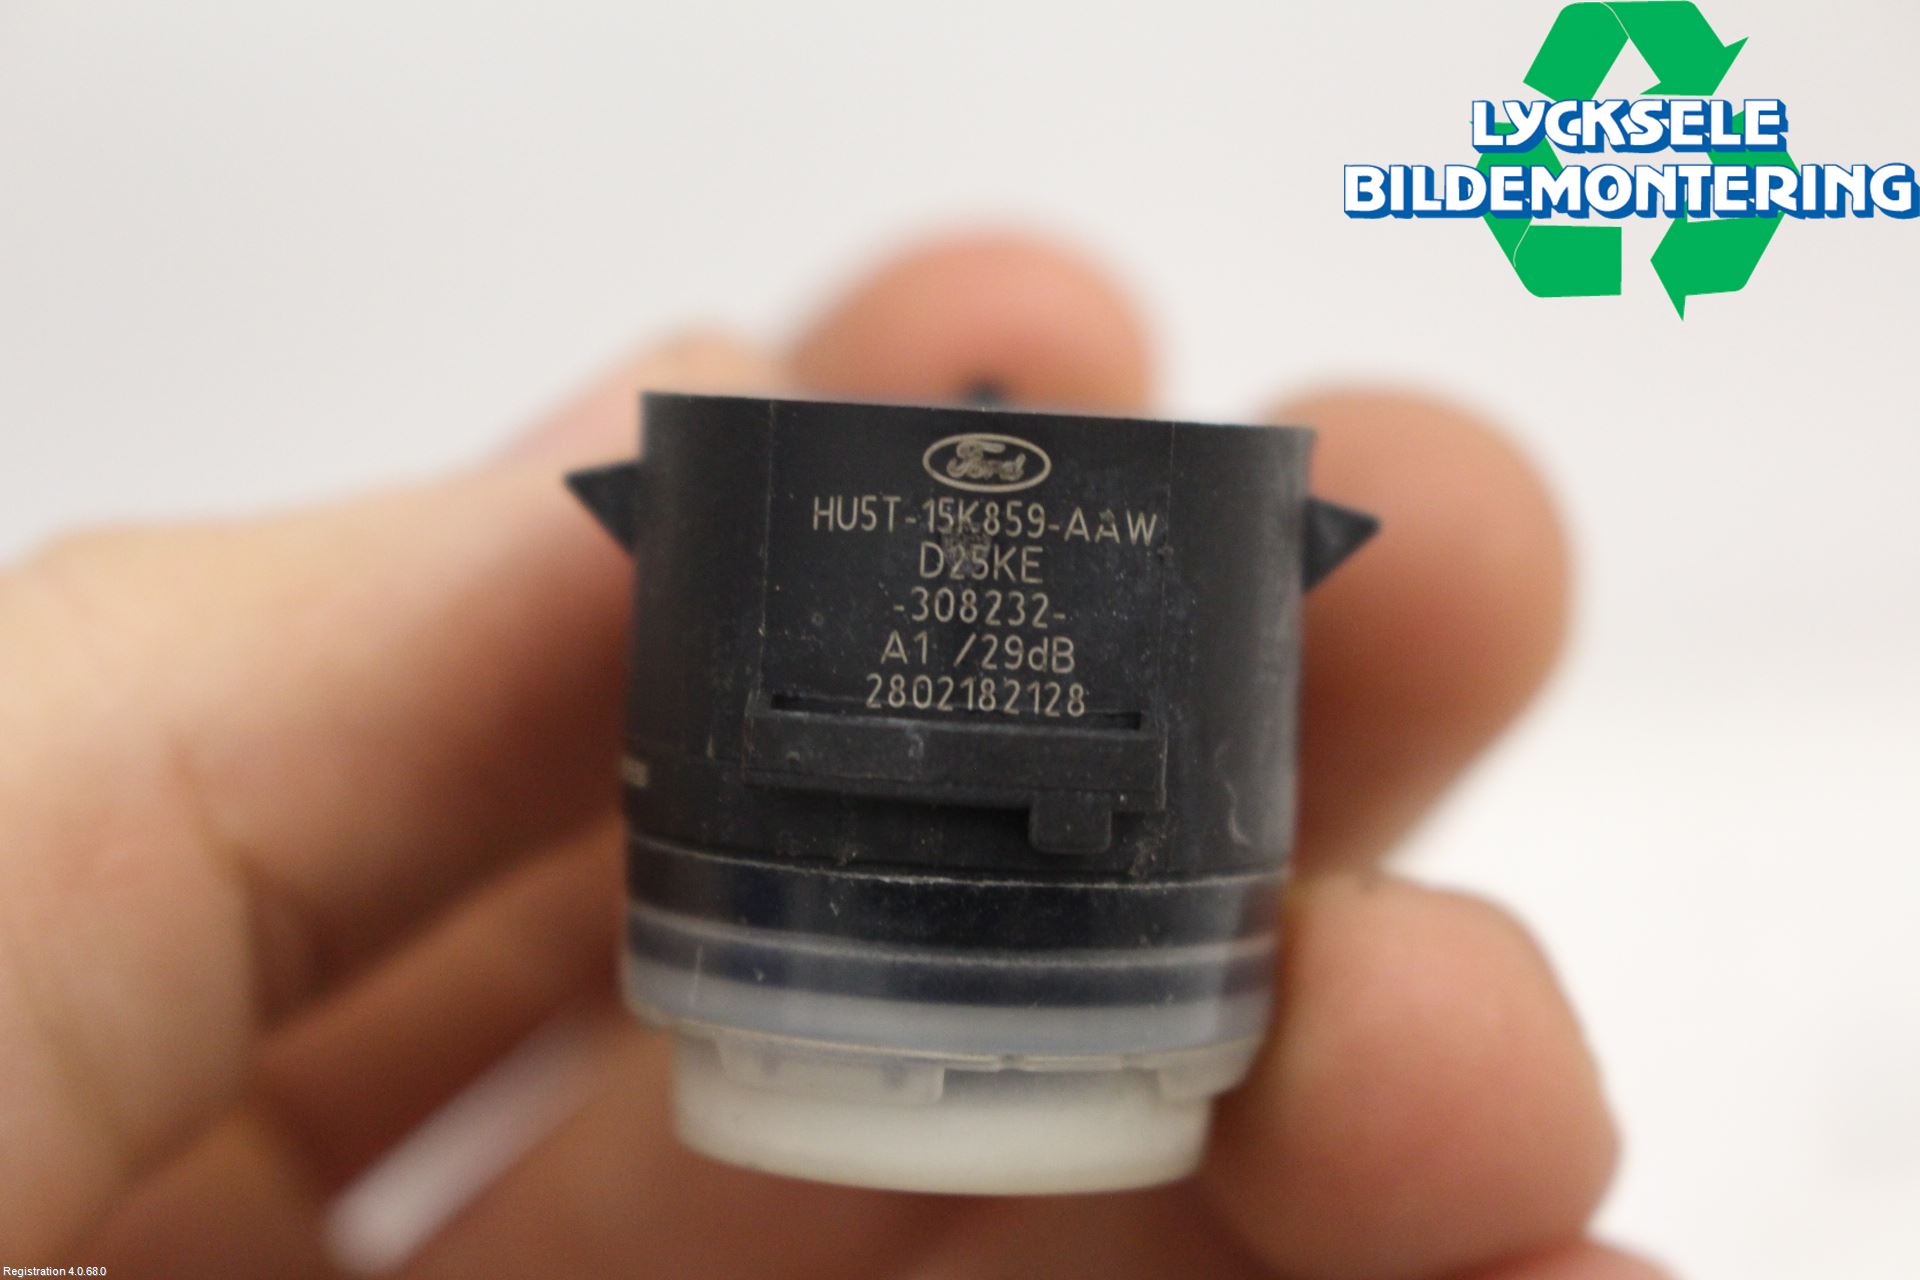 LYCKSELE
BILDEMONTERING
Ford
HU5T-15K859-AAW
D25KE
-308232-
A1 /29dB
2802182128
Registration 4.0.68.0